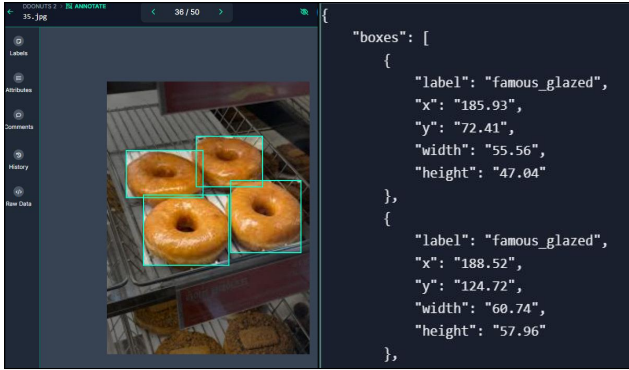 DDONUTS 2 › ANNOTATE
35.jpg
36 / 50
Labels
Attributes
Comments
History
Raw Data
{
"boxes": [
{
"label": "famous_glazed",
"x": "185.93",
"y": "72.41",
"width": "55.56",
"height": "47.04"
},
{
"label": "famous_glazed",
"x": "188.52",
"y": "124.72",
"width": "60.74",
"height": "57.96"
},